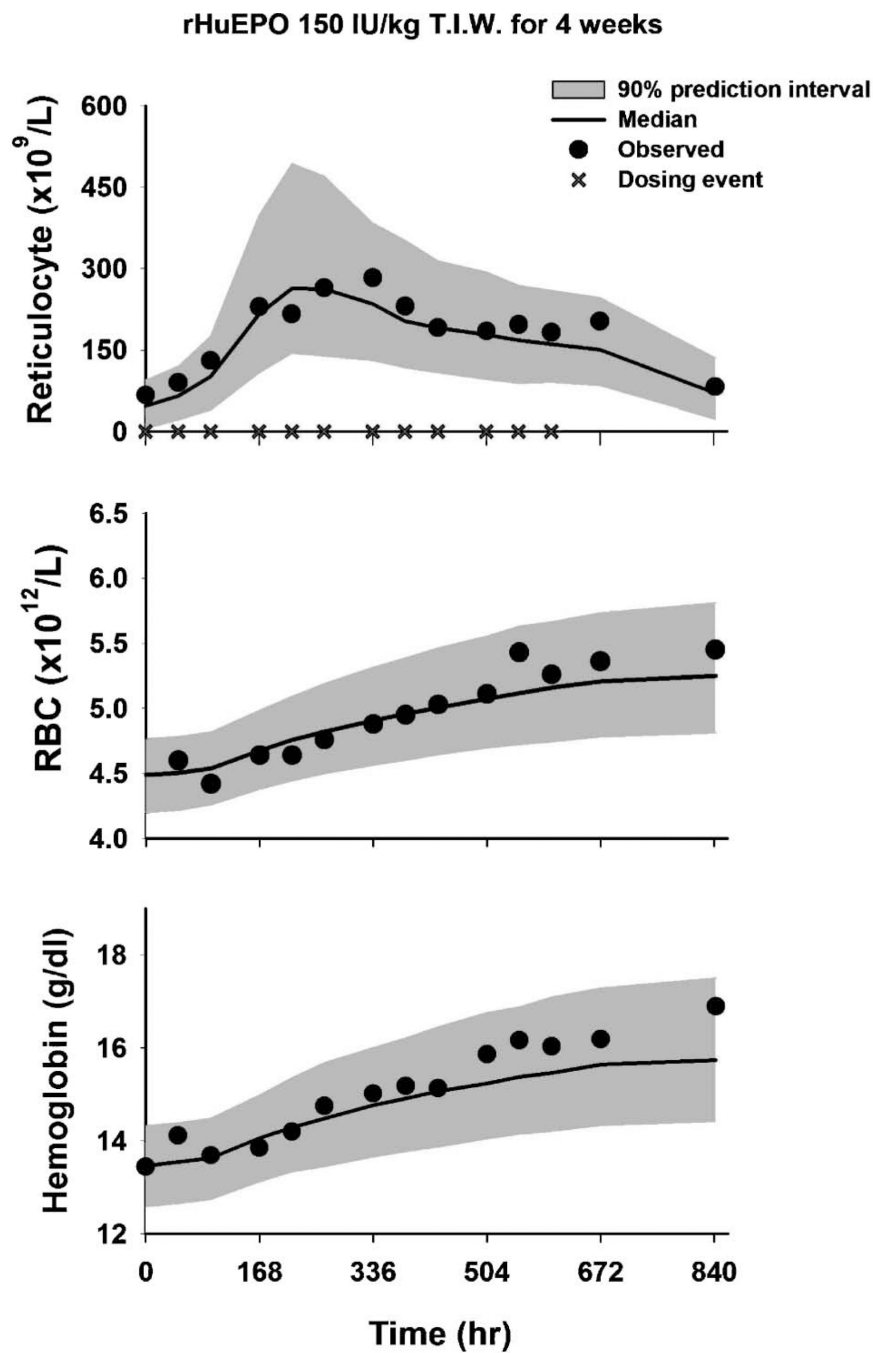 rHuEPO 150 IU/kg T.I.W. for 4 weeks
90% prediction interval
Median
Observed
Dosing event
Reticulocyte (x10⁹/L)
600
450
300
150
0
RBC (x10¹²/L)
6.5
6.0
5.5
5.0
4.5
4.0
Hemoglobin (g/dl)
18
16
14
12
0 168 336 504 672 840
Time (hr)